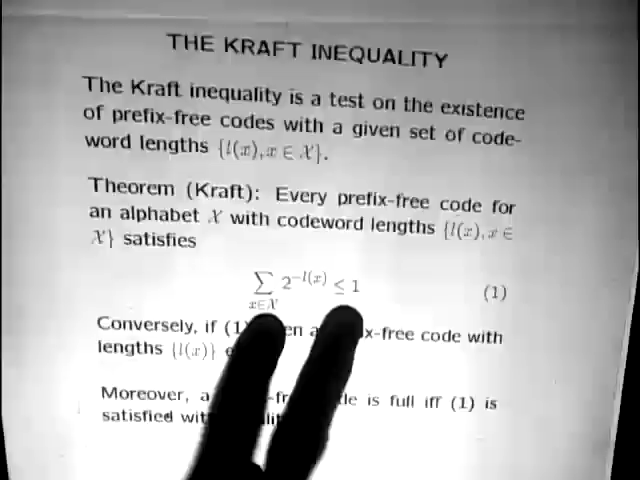 THE KRAFT INEQUALITY
The Kraft inequality is a test on the existence
of prefix-free codes with a given set of code-
word lengths {l(x), x ∈ 𝒳}.
Theorem (Kraft): Every prefix-free code for
an alphabet 𝒳 with codeword lengths {l(x), x ∈
𝒳} satisfies
∑_{x∈𝒳} 2^{-l(x)} ≤ 1 (1)
Conversely, if (1) x-free code with
lengths {l(x)}
Moreover, a is full iff (1) is
satisfied